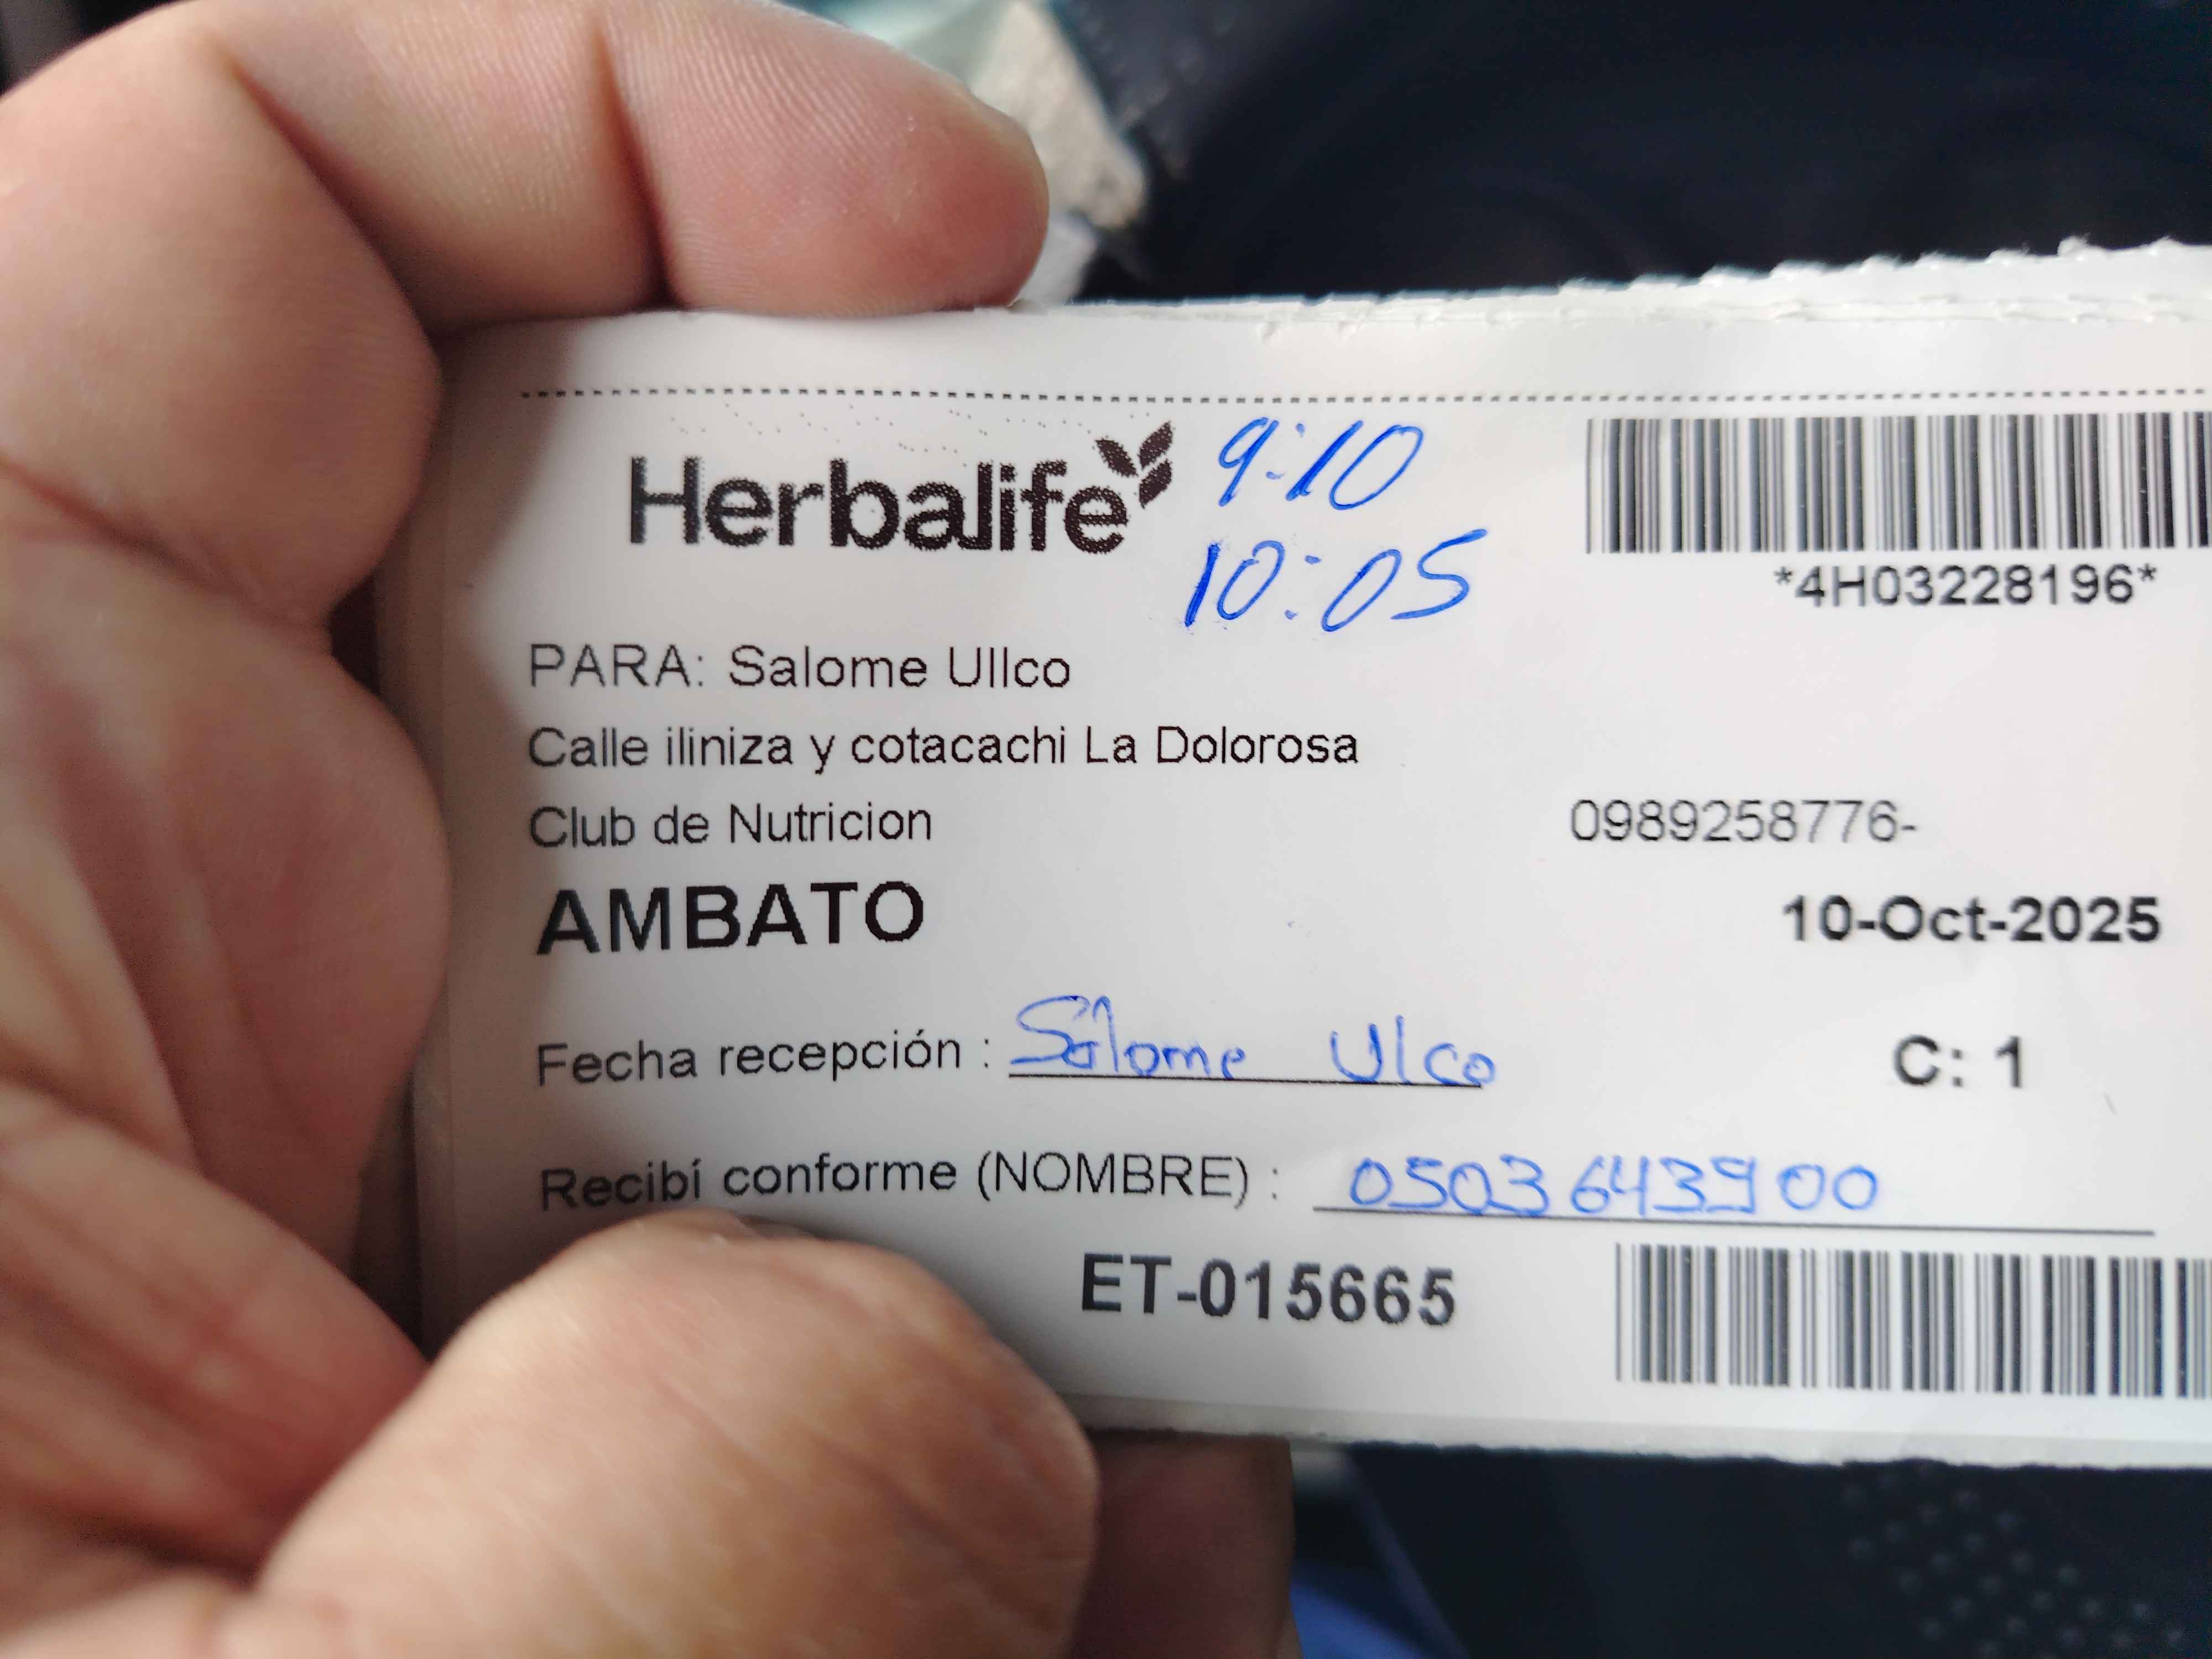 Herbalife
9:10
10:05
*4H03228196*
PARA: Salome Ullco
Calle iliniza y cotacachi La Dolorosa
Club de Nutricion 0989258776-
AMBATO 10-Oct-2025
Fecha recepción : Salome Ulco C: 1
Recibí conforme (NOMBRE) : 0503643900
ET-015665